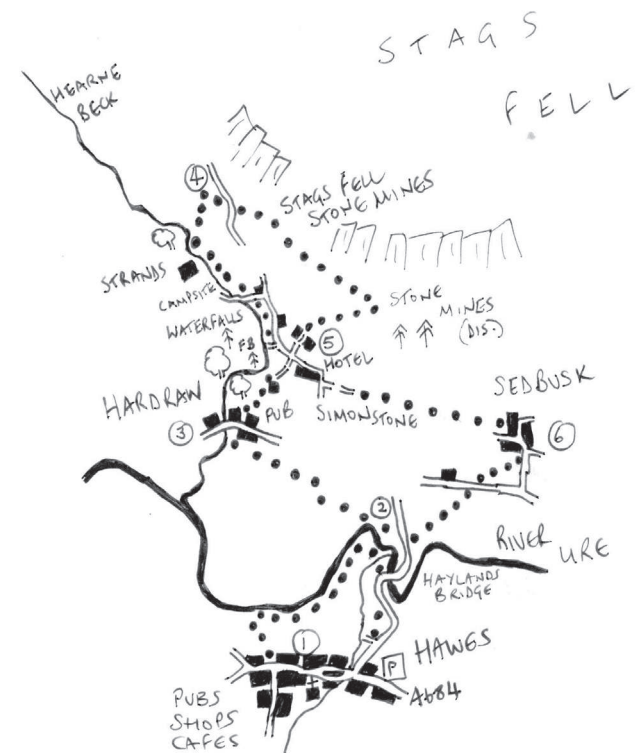 STAGS
FELL
HEARNE
BECK
4
STAGS FELL
STONE MINES
STRANDS
CAMPSITE
WATERFALLS
STONE
MINES
(DIS.)
FB
5
HOTEL
HARDRAW
PUB
SIMONSTONE
SEDBUSK
3
6
2
RIVER URE
HAYLANDS
BRIDGE
1
HAWES
P
A684
PUBS
SHOPS
CAFES